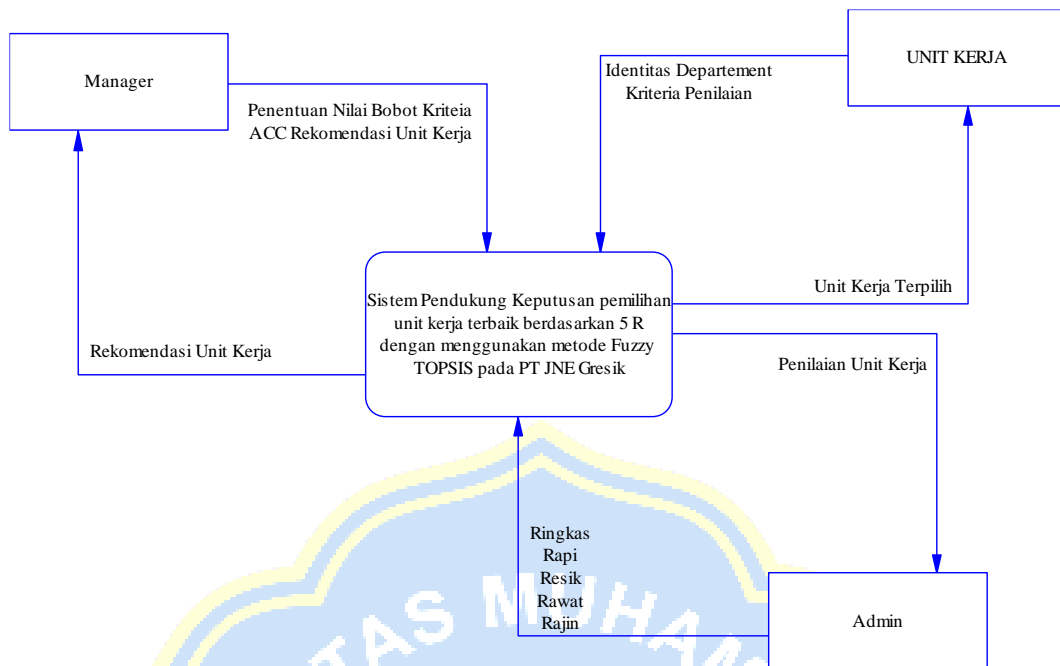 Manager
UNIT KERJA
Identitas Departement
Kriteria Penilaian
Penentuan Nilai Bobot Kriteia
ACC Rekomendasi Unit Kerja
Sistem Pendukung Keputusan pemilihan
unit kerja terbaik berdasarkan 5 R
dengan menggunakan metode Fuzzy
TOPSIS pada PT JNE Gresik
Unit Kerja Terpilih
Rekomendasi Unit Kerja
Penilaian Unit Kerja
Ringkas
Rapi
Resik
Rawat
Rajin
Admin
TAS MUHAM